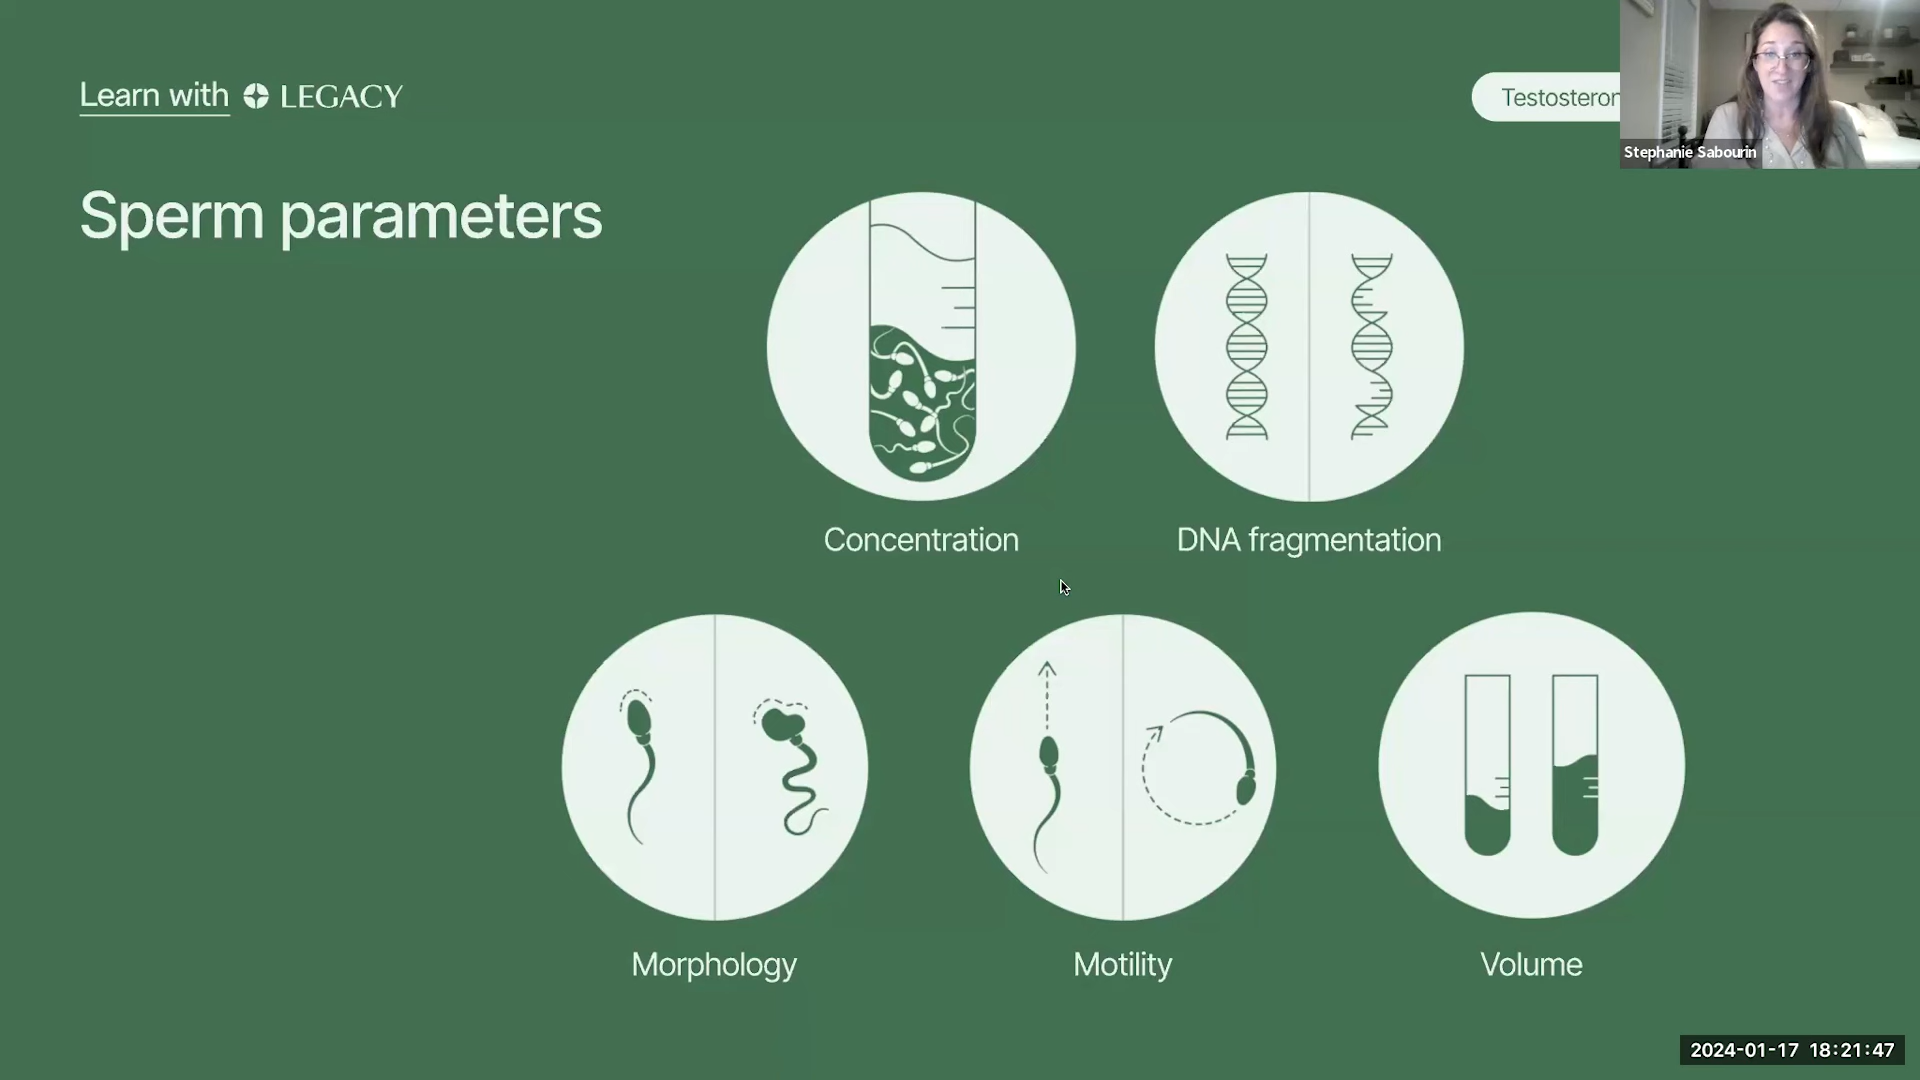 Learn with LEGACY
Testosteron
Stephanie Sabourin
Sperm parameters
Concentration
DNA fragmentation
Morphology
Motility
Volume
2024-01-17 18:21:47